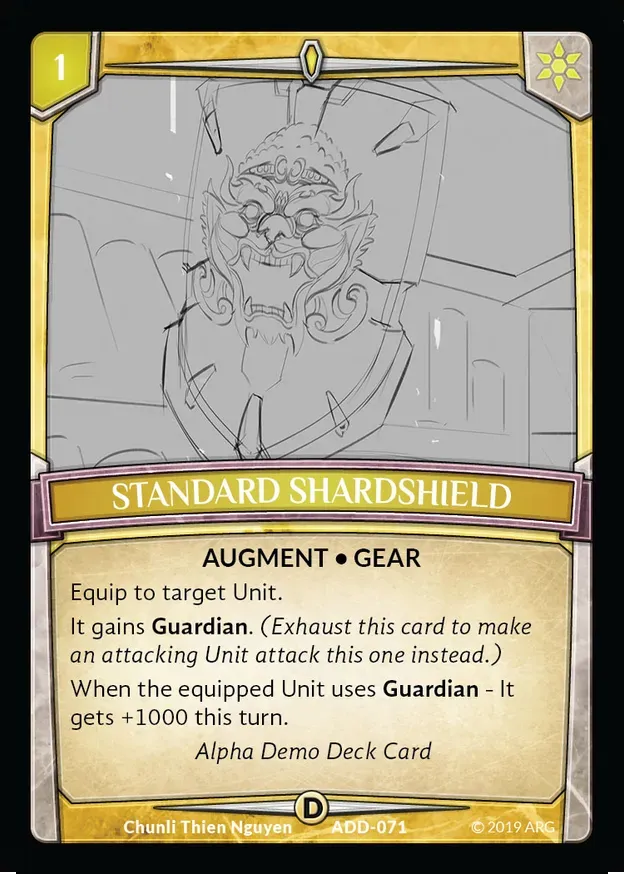 1
STANDARD SHARDSHIELD
AUGMENT • GEAR
Equip to target Unit.
It gains Guardian. (Exhaust this card to make
an attacking Unit attack this one instead.)
When the equipped Unit uses Guardian - It
gets +1000 this turn.
Alpha Demo Deck Card
D
Chunli Thien Nguyen ADD-071 © 2019 ARG